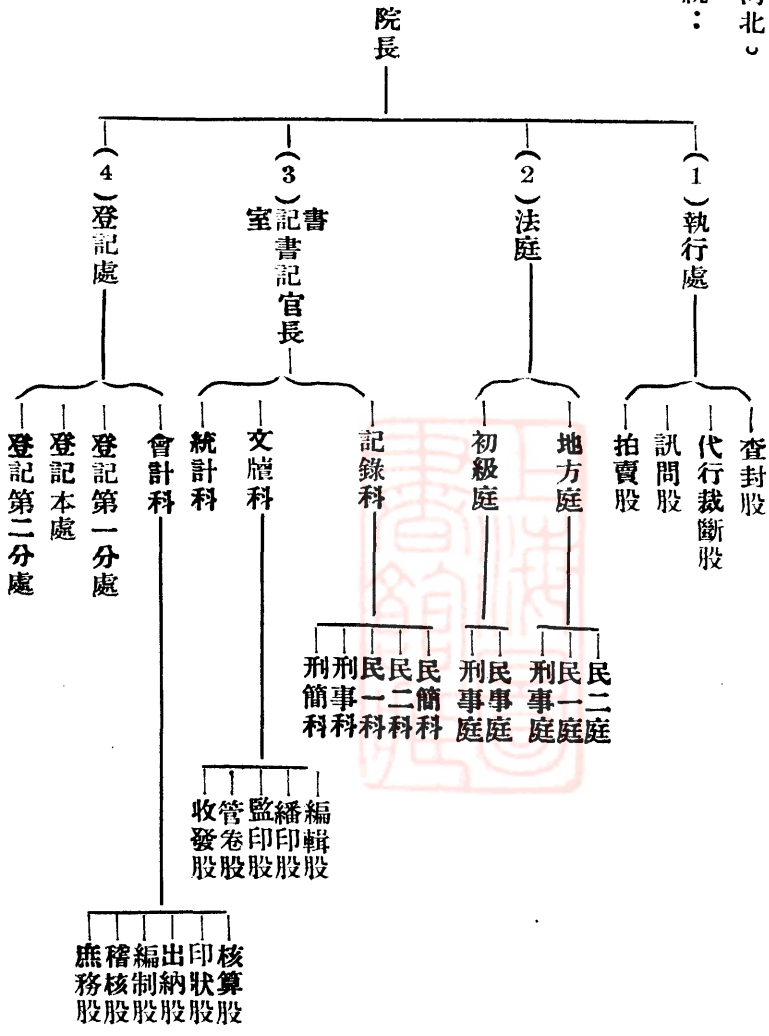 北。
：
院長
（1）執行處
查封股
代行裁斷股
訊問股
拍賣股
（2）法庭
地方庭
民二庭
民一庭
刑事庭
初級庭
民事庭
刑事庭
（3）書記室書記官長
記錄科
民簡科
民二科
民一科
刑事科
刑簡科
文牘科
編輯股
繕印股
監印股
管卷股
收發股
統計科
（4）登記處
會計科
核算股
印狀股
出納股
編制股
稽核股
庶務股
登記第一分處
登記本處
登記第二分處